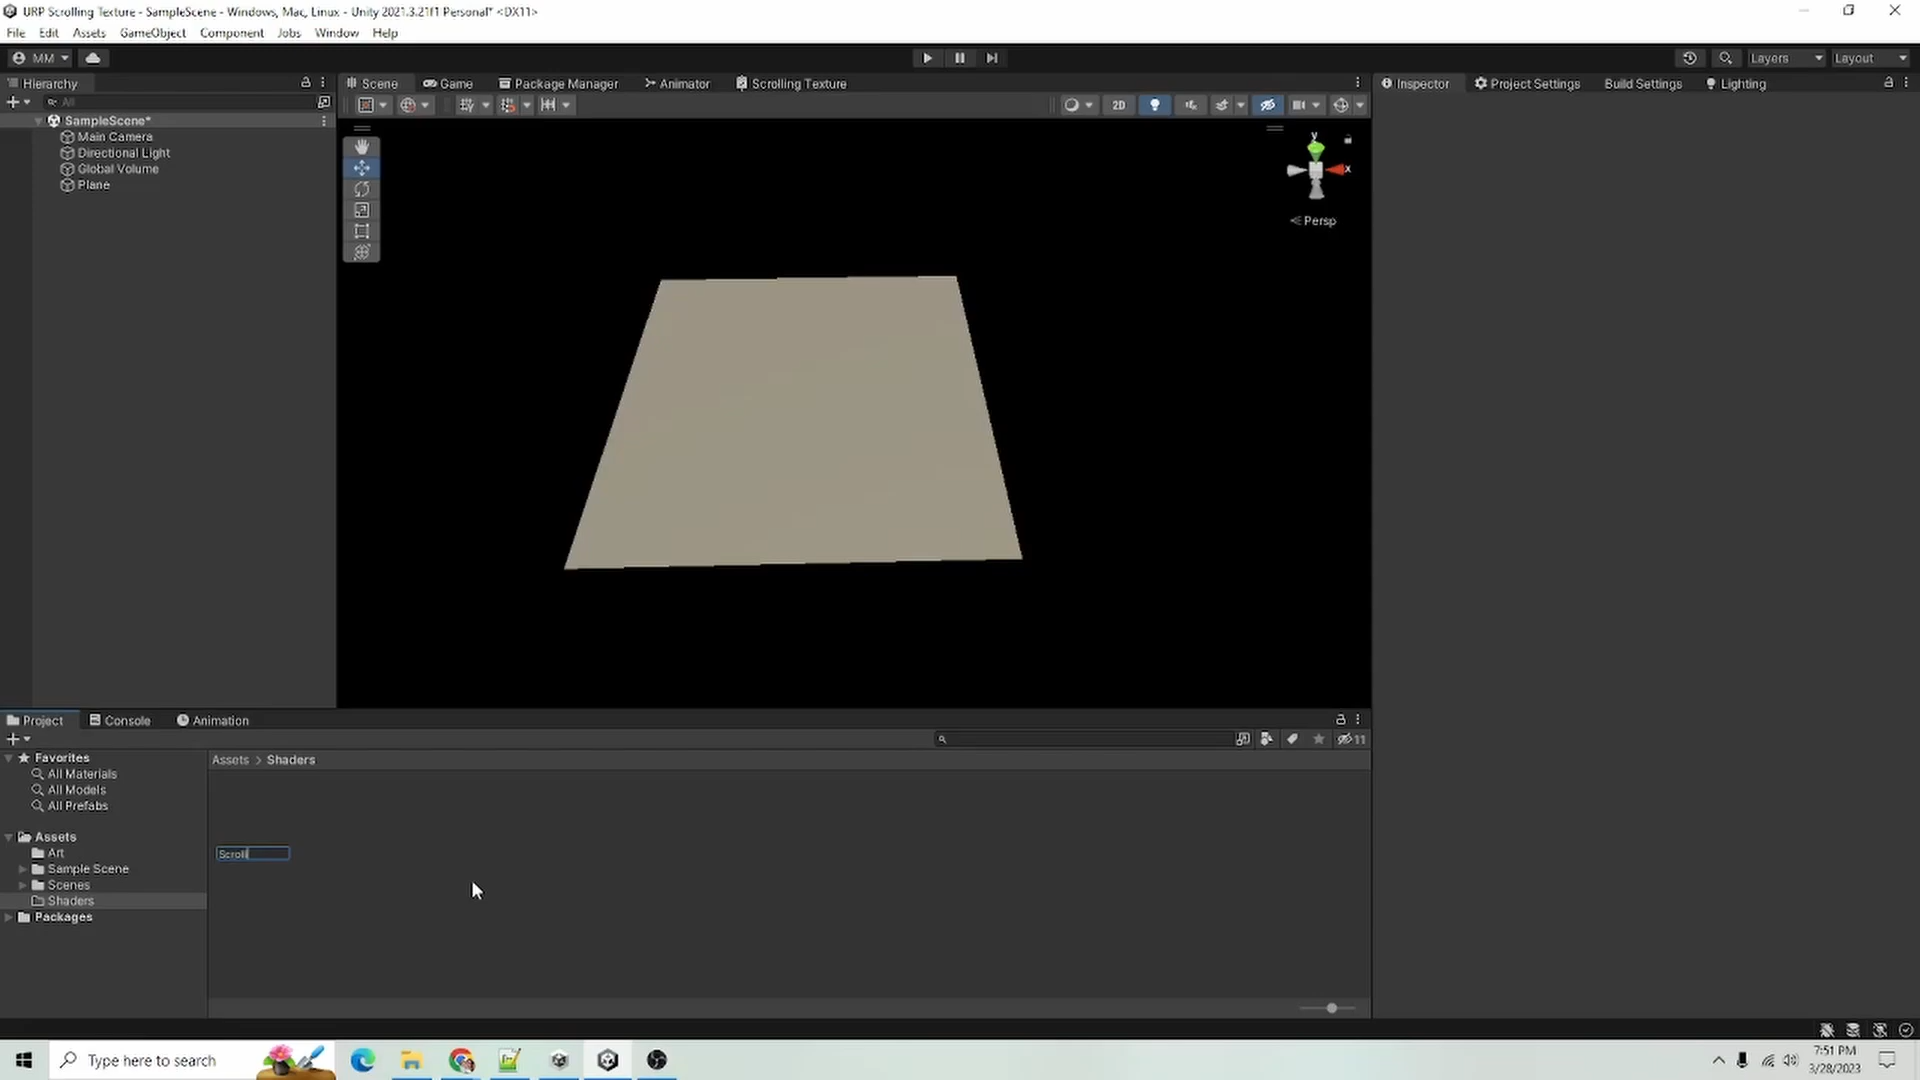 URP Scrolling Texture - SampleScene - Windows, Mac, Linux - Unity 2021.3.21f1 Personal* <DX11>
File Edit Assets GameObject Component Jobs Window Help
MM Layers Layout
Hierarchy Scene Game Package Manager Animator Scrolling Texture Inspector Project Settings Build Settings Lighting
All 2D
SampleScene*
Main Camera
Directional Light
Global Volume
Plane
y
x
Persp
Project Console Animation
11
Favorites
All Materials
All Models
All Prefabs
Assets > Shaders
Assets
Art
Sample Scene
Scenes
Shaders
Packages
Scroll
Type here to search
7:51 PM
3/28/2023